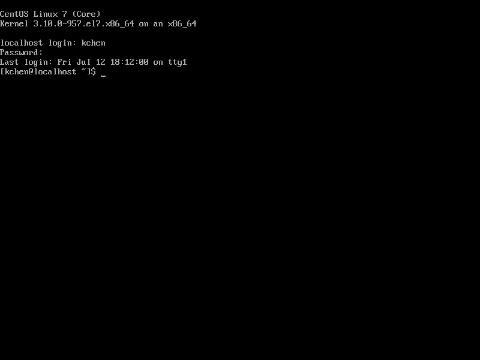 CentOS Linux 7 (Core)
Kernel 3.10.0-957.el7.x86_64 on an x86_64
localhost login: kchen
Password:
Last login: Fri Jul 12 18:12:00 on tty1
[kchen@localhost ~]$ _